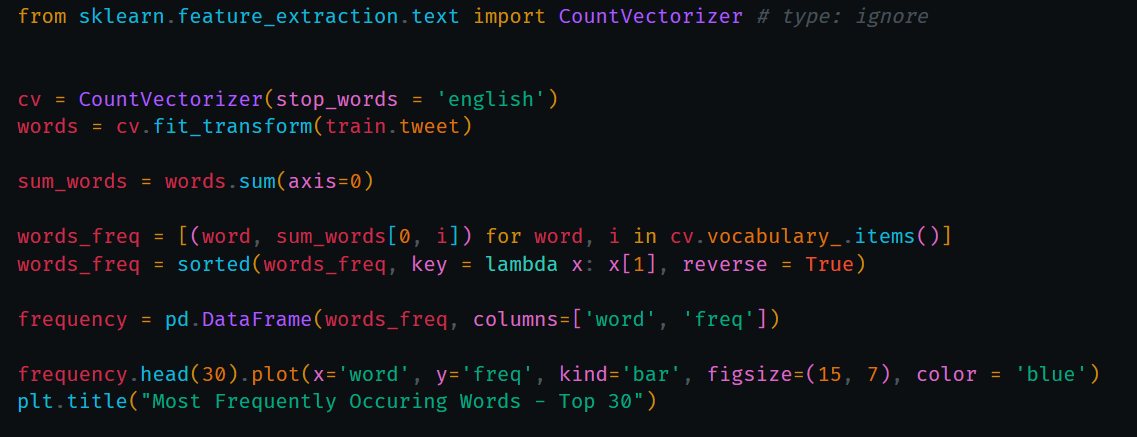 from sklearn.feature_extraction.text import CountVectorizer # type: ignore
cv = CountVectorizer(stop_words = 'english')
words = cv.fit_transform(train.tweet)
sum_words = words.sum(axis=0)
words_freq = [(word, sum_words[0, i]) for word, i in cv.vocabulary_.items()]
words_freq = sorted(words_freq, key = lambda x: x[1], reverse = True)
frequency = pd.DataFrame(words_freq, columns=['word', 'freq'])
frequency.head(30).plot(x='word', y='freq', kind='bar', figsize=(15, 7), color = 'blue')
plt.title("Most Frequently Occuring Words - Top 30")